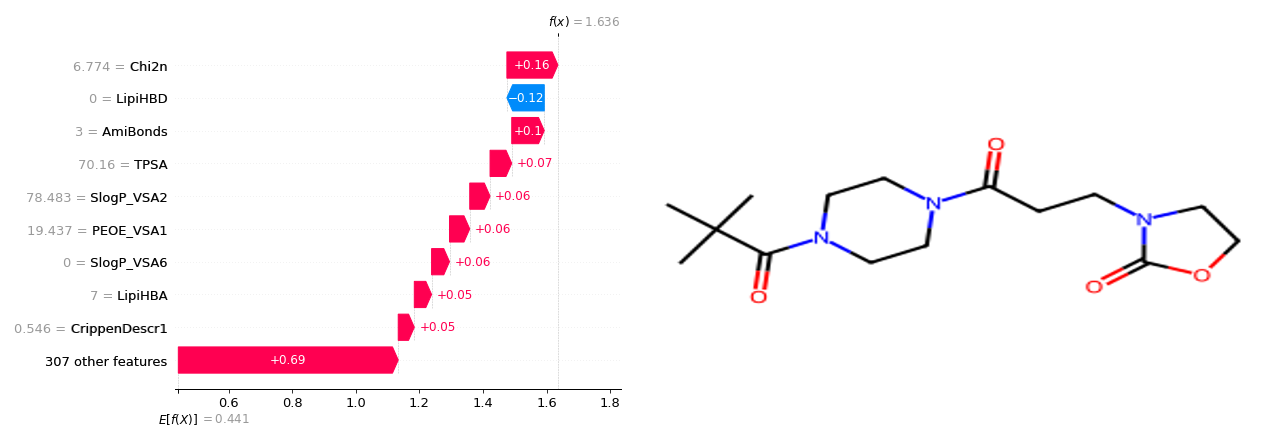 f(x) = 1.636
6.774 = Chi2n
+0.16
0 = LipiHBD
−0.12
3 = AmiBonds
+0.1
70.16 = TPSA
+0.07
78.483 = SlogP_VSA2
+0.06
19.437 = PEOE_VSA1
+0.06
0 = SlogP_VSA6
+0.06
7 = LipiHBA
+0.05
0.546 = CrippenDescr1
+0.05
307 other features
+0.69
0.6 0.8 1.0 1.2 1.4 1.6 1.8
E[f(X)] = 0.441
O
N
N
N
O
O
O